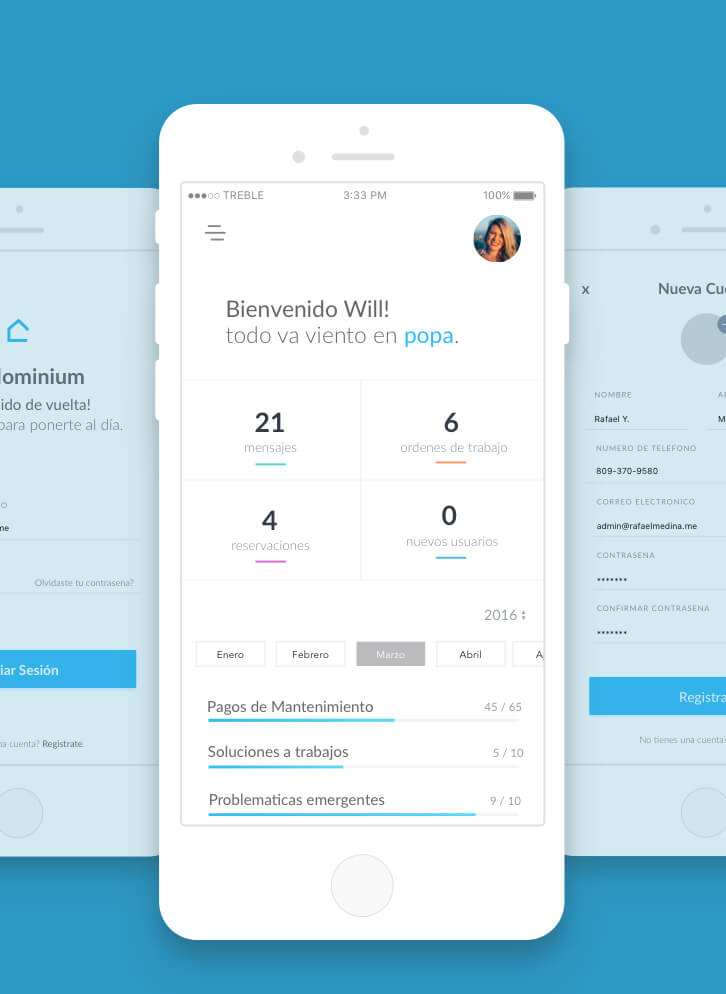 TREBLE 3:33 PM 100%
Bienvenido Will!
todo va viento en popa.
21
mensajes
6
ordenes de trabajo
4
reservaciones
0
nuevos usuarios
2016
Enero Febrero Marzo Abril
Pagos de Mantenimiento 45 / 65
Soluciones a trabajos 5 / 10
Problematicas emergentes 9 / 10
ominium
ido de vuelta!
para ponerte al día.
O
ne
Olvidaste tu contrasena?
iar Sesión
na cuenta? Registrate
x Nueva Cu
NOMBRE
Rafael Y.
M
NUMERO DE TELEFONO
809-370-9580
CORREO ELECTRONICO
admin@rafaelmedina.me
CONTRASENA
*******
CONFIRMAR CONTRASENA
*******
Registra
No tienes una cuenta?